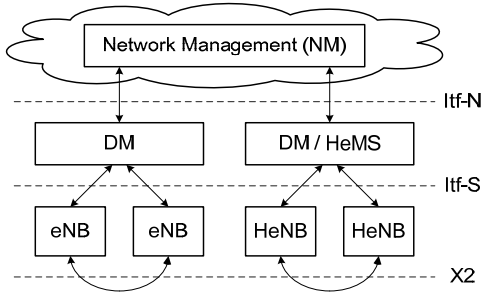 Network Management (NM)
Itf-N
DM
DM / HeMS
Itf-S
eNB
eNB
HeNB
HeNB
X2